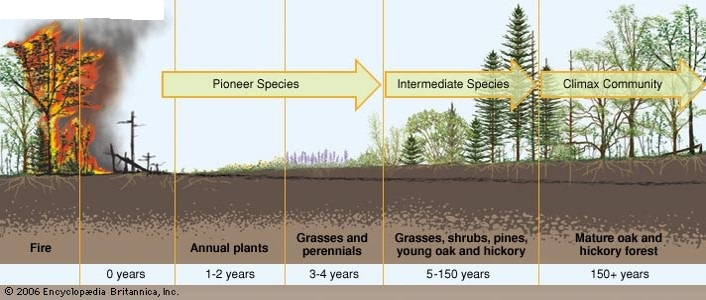 Pioneer Species
Intermediate Species
Climax Community
Fire
Annual plants
Grasses and
perennials
Grasses, shrubs, pines,
young oak and hickory
Mature oak and
hickory forest
0 years
1-2 years
3-4 years
5-150 years
150+ years
© 2006 Encyclopædia Britannica, Inc.